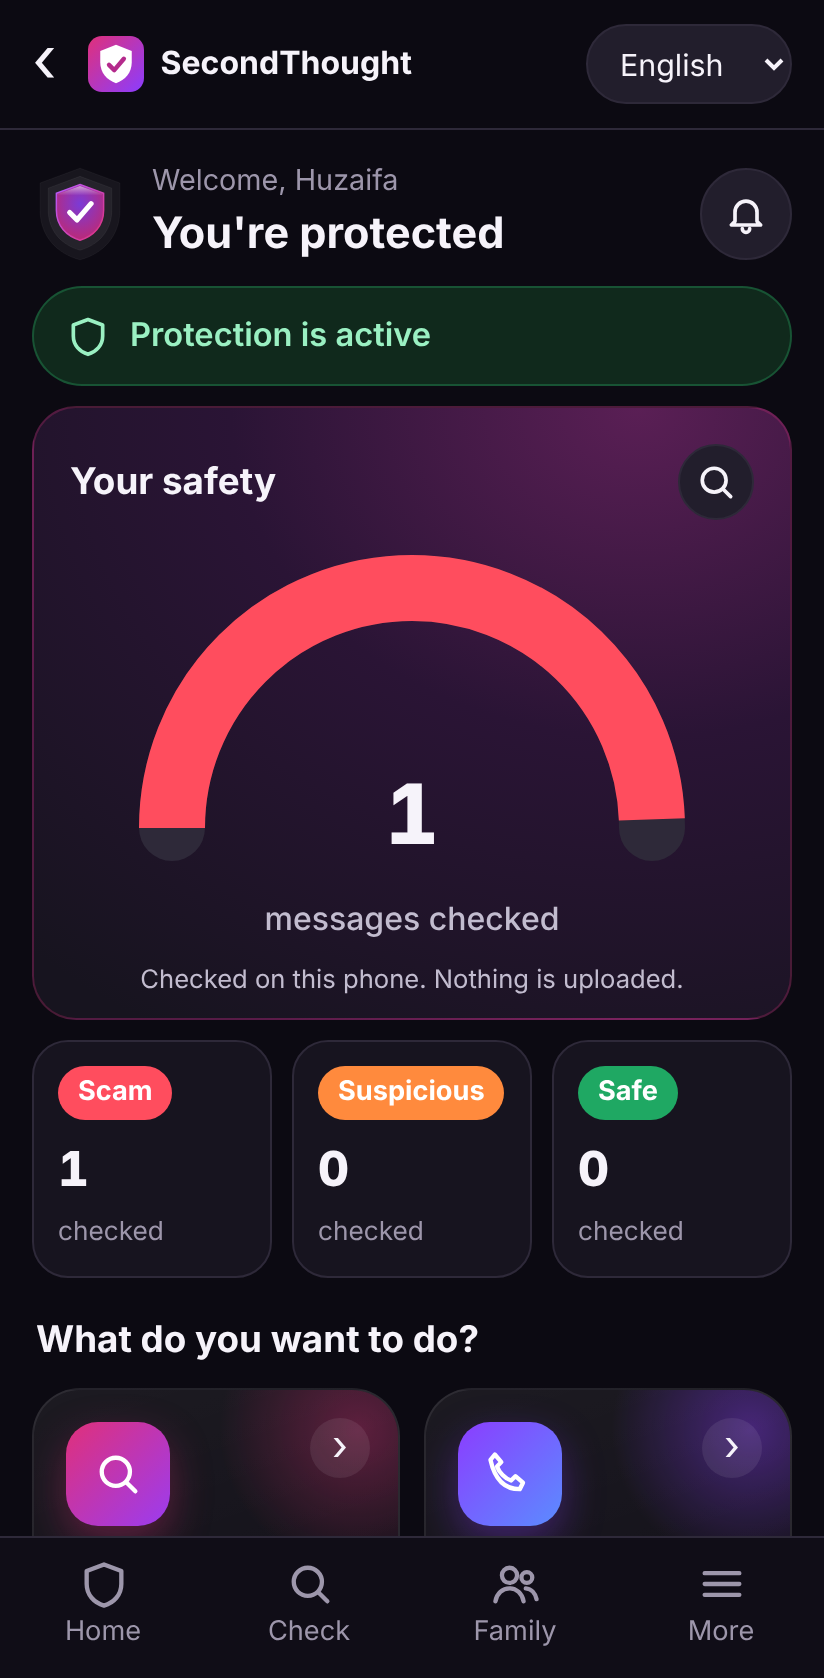 SecondThought
English
Welcome, Huzaifa
You're protected
Protection is active
Your safety
1
messages checked
Checked on this phone. Nothing is uploaded.
Scam
1
checked
Suspicious
0
checked
Safe
0
checked
What do you want to do?
Home
Check
Family
More